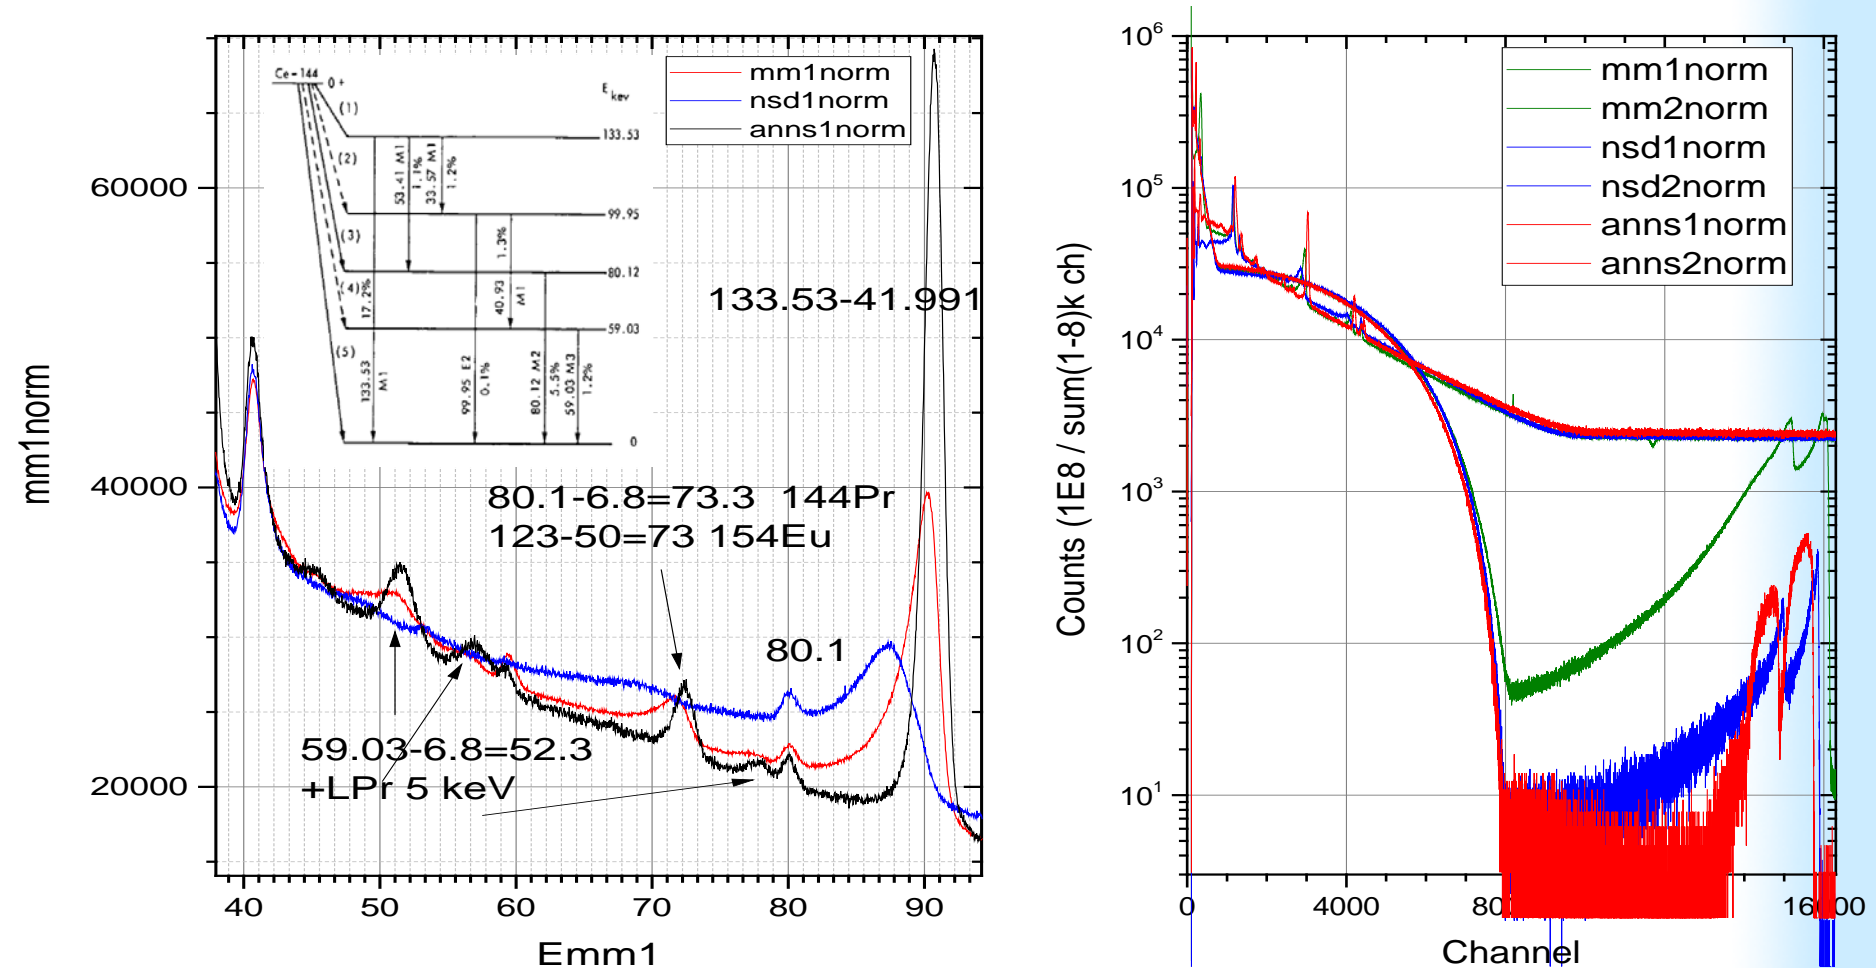 mm1norm
60000
40000
20000
40
50
60
70
80
90
Emm1
mm1norm
nsd1norm
anns1norm
Ce-144
0+
E kev
(1)
(2)
(3)
(4)
(5)
133.53
99.95
80.12
59.03
0
53.41 M1
1.1%
33.57 M1
1.2%
17.2%
133.53
M1
1.3%
40.93
M1
99.95 E2
0.1%
80.12 M2
5.5%
59.03 M3
1.2%
133.53-41.991
80.1-6.8=73.3 144Pr
123-50=73 154Eu
80.1
59.03-6.8=52.3
+LPr 5 keV
Counts (1E8 / sum(1-8)k ch)
10^6
10^5
10^4
10^3
10^2
10^1
0
4000
16000
Channel
mm1norm
mm2norm
nsd1norm
nsd2norm
anns1norm
anns2norm